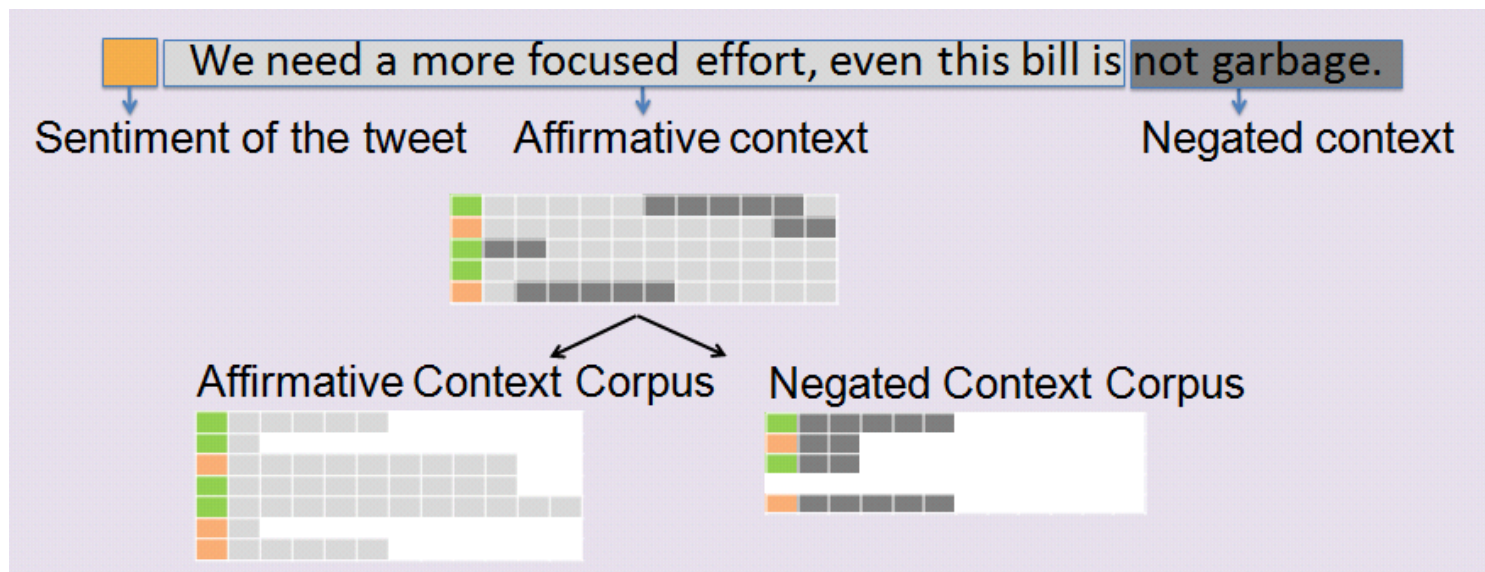 We need a more focused effort, even this bill is not garbage.
Sentiment of the tweet Affirmative context Negated context
Affirmative Context Corpus Negated Context Corpus